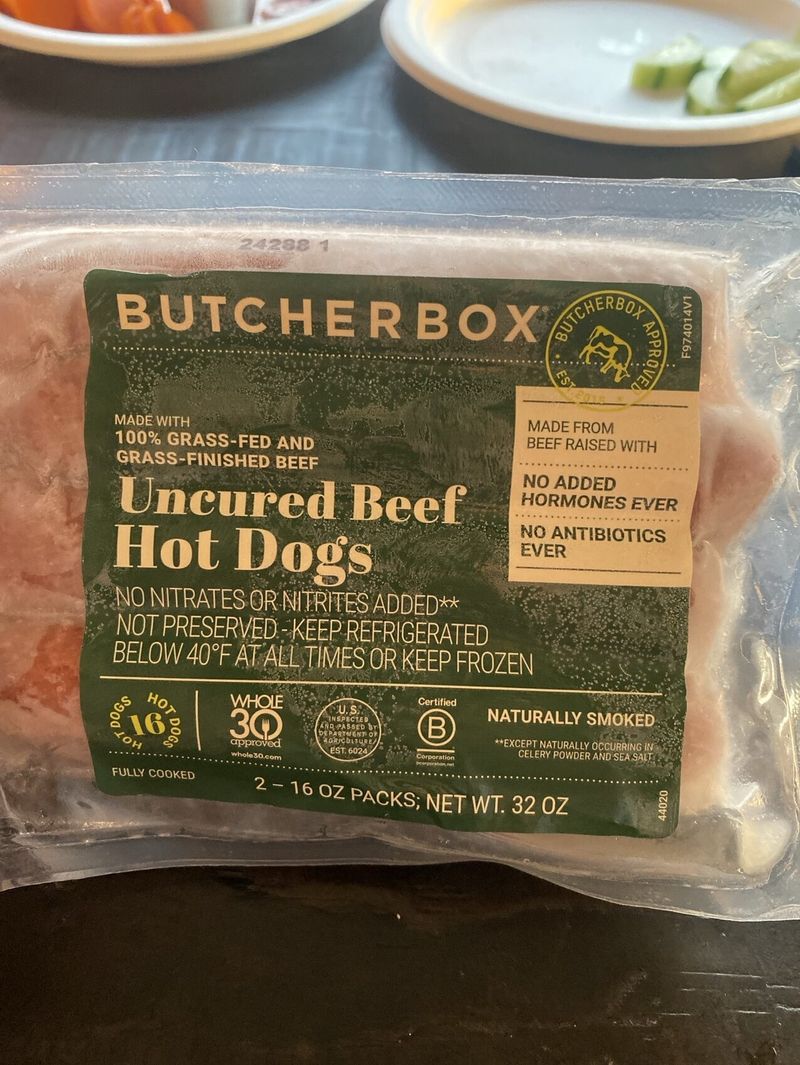 24288 1
BUTCHERBOX
BUTCHERBOX APPROVED
EST. 2015
F974014V1
MADE WITH
100% GRASS-FED AND
GRASS-FINISHED BEEF
Uncured Beef
Hot Dogs
MADE FROM
BEEF RAISED WITH
NO ADDED
HORMONES EVER
NO ANTIBIOTICS
EVER
NO NITRATES OR NITRITES ADDED**
NOT PRESERVED - KEEP REFRIGERATED
BELOW 40°F AT ALL TIMES OR KEEP FROZEN
HOT DOGS
16
HOT DOGS
WHOLE
30
approved
whole30.com
U.S.
INSPECTED
AND PASSED BY
DEPARTMENT OF
AGRICULTURE
EST. 6024
Certified
B
Corporation
bcorporation.net
NATURALLY SMOKED
**EXCEPT NATURALLY OCCURRING IN
CELERY POWDER AND SEA SALT
FULLY COOKED
2 – 16 OZ PACKS; NET WT. 32 OZ
44020